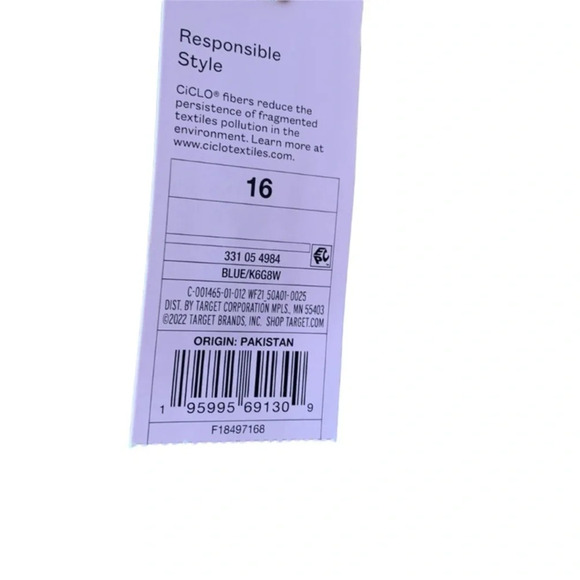 Responsible
Style
CiCLO® fibers reduce the
persistence of fragmented
textiles pollution in the
environment. Learn more at
www.ciclotextiles.com.
16
331 05 4984
BLUE/K6G8W
C-001465-01-012 WF21 50A01-0025
DIST. BY TARGET CORPORATION MPLS., MN 55403
©2022 TARGET BRANDS, INC. SHOP TARGET.COM
ORIGIN: PAKISTAN
1 95995 69130 9
F18497168